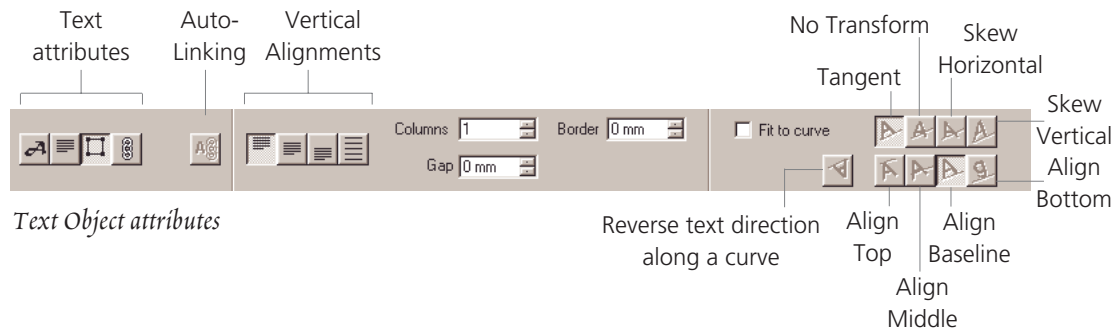 Text
attributes
Auto-
Linking
Vertical
Alignments
No Transform
Skew
Horizontal
Tangent
Skew
Vertical
Columns 1
Border 0 mm
Fit to curve
Gap 0 mm
Align
Bottom
Text Object attributes
Reverse text direction
along a curve
Align
Top
Align
Baseline
Align
Middle